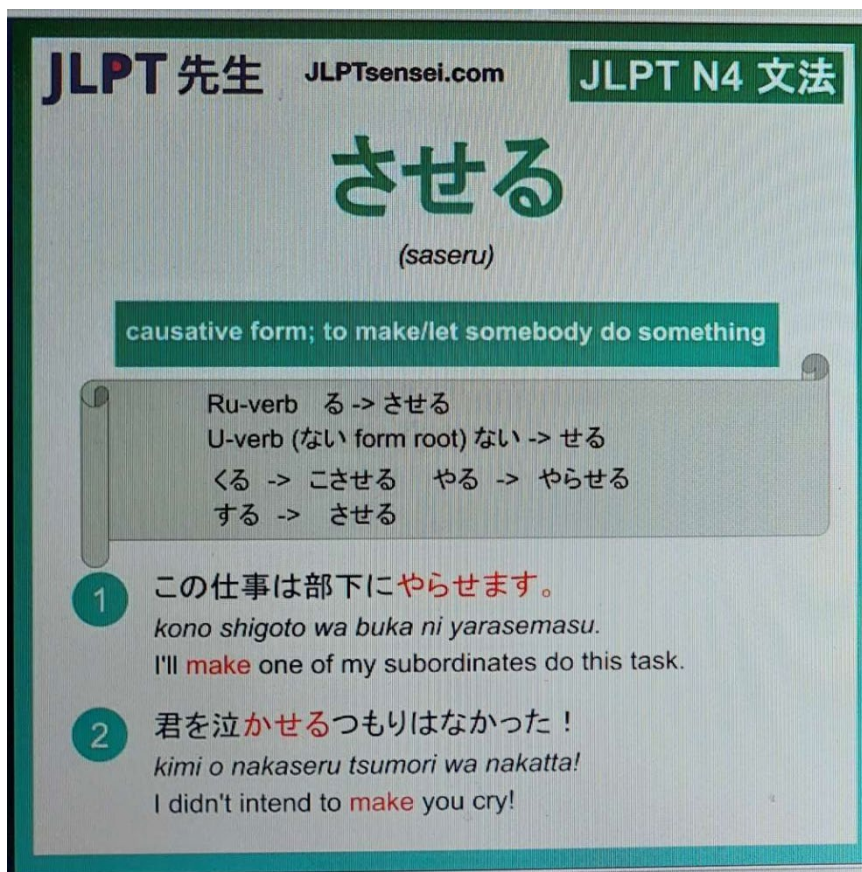 JLPT 先生 JLPTsensei.com JLPT N4 文法
させる
(saseru)
causative form; to make/let somebody do something
Ru-verb る -> させる
U-verb (ない form root) ない -> せる
くる -> こさせる やる -> やらせる
する -> させる
1 この仕事は部下にやらせます。
kono shigoto wa buka ni yarasemasu.
I'll make one of my subordinates do this task.
2 君を泣かせるつもりはなかった！
kimi o nakaseru tsumori wa nakatta!
I didn't intend to make you cry!